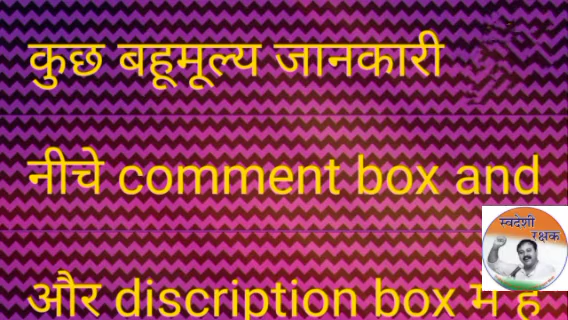 कुछ बहूमूल्य जानकारी
नीचे comment box and
स्वदेशी
रक्षक
और discription box में है